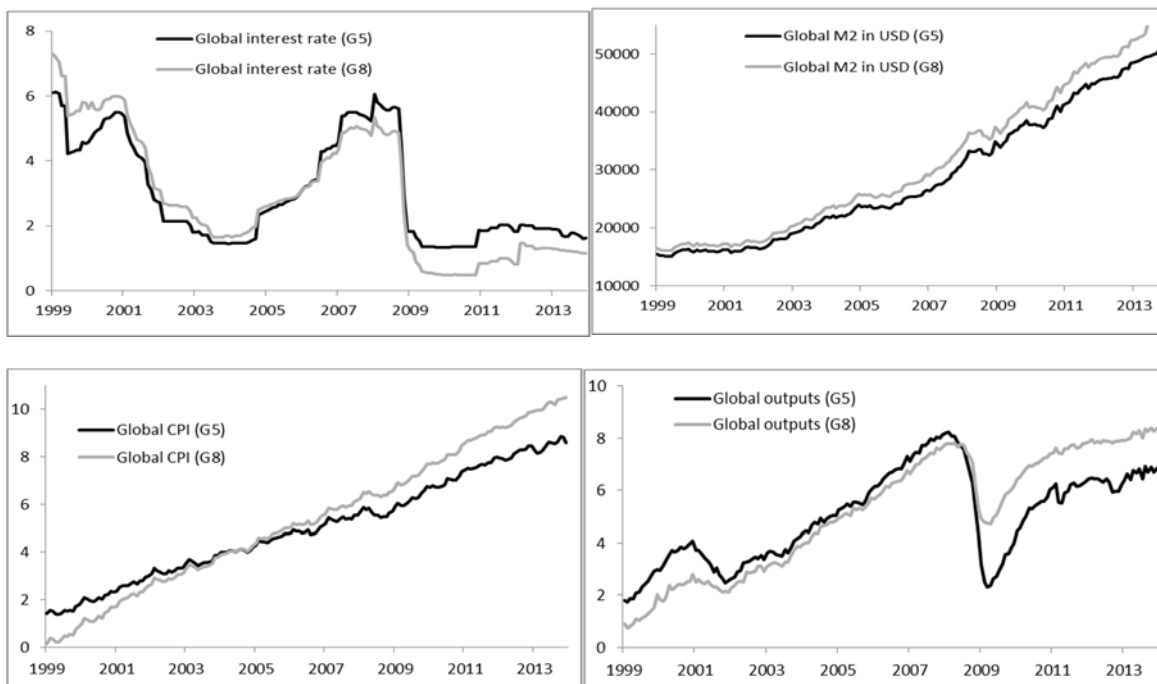 8
6
4
2
0
Global interest rate (G5)
Global interest rate (G8)
1999 2001 2003 2005 2007 2009 2011 2013
50000
40000
30000
20000
10000
Global M2 in USD (G5)
Global M2 in USD (G8)
1999 2001 2003 2005 2007 2009 2011 2013
10
8
6
4
2
0
Global CPI (G5)
Global CPI (G8)
1999 2001 2003 2005 2007 2009 2011 2013
10
8
6
4
2
0
Global outputs (G5)
Global outputs (G8)
1999 2001 2003 2005 2007 2009 2011 2013